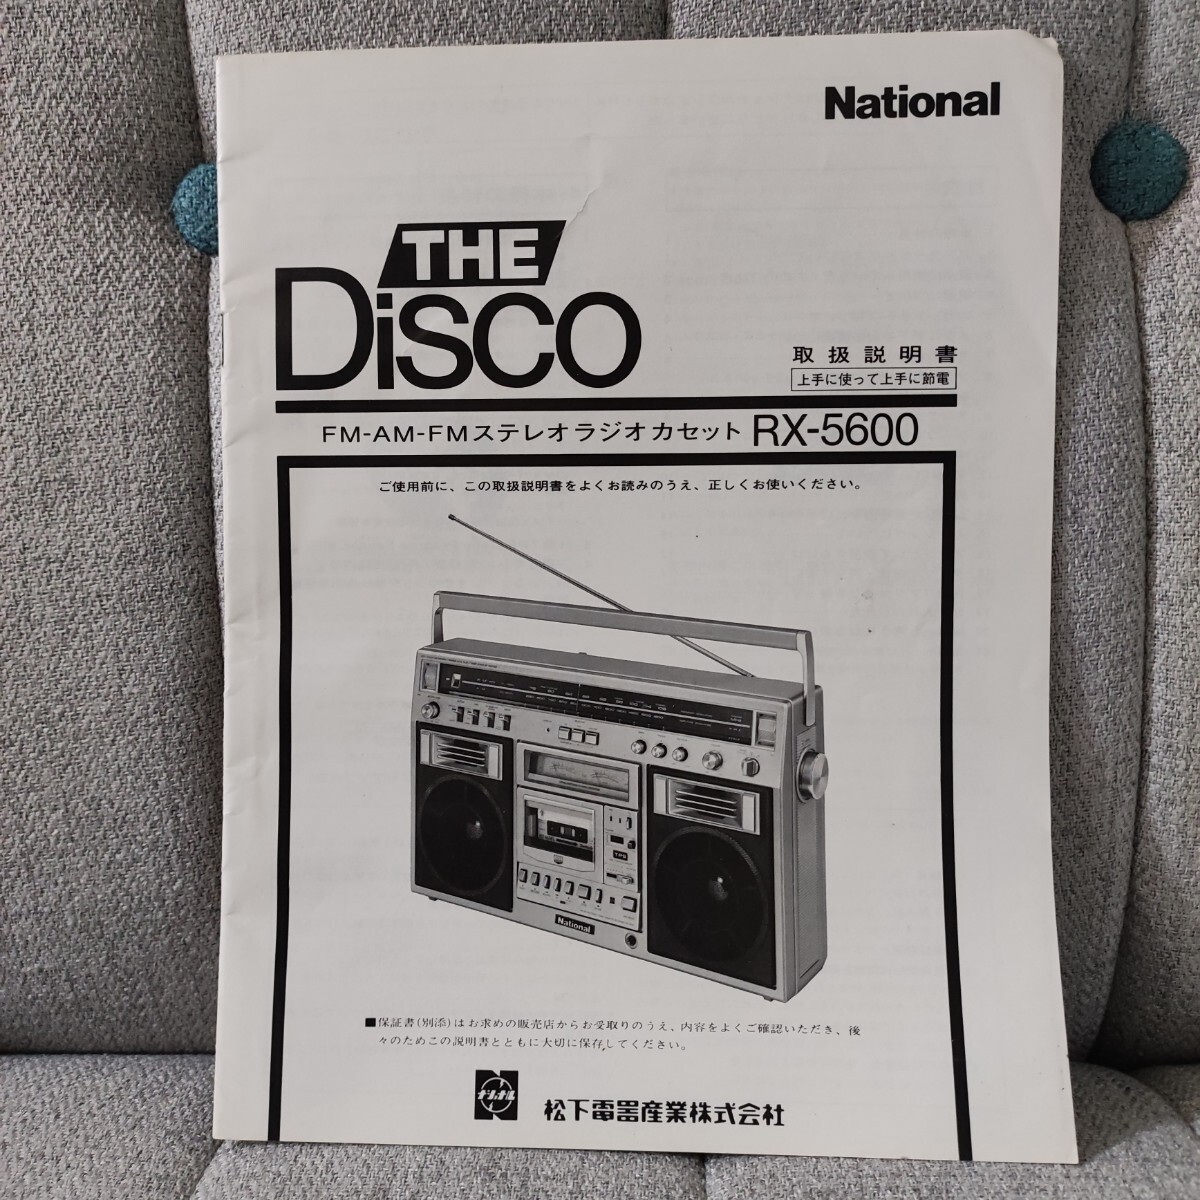 National
THE
DiSCO
取扱説明書
上手に使って上手に節電
FM-AM-FMステレオラジオカセット RX-5600
ご使用前に、この取扱説明書をよくお読みのうえ、正しくお使いください。
TPS
National
■保証書(別添)はお求めの販売店からお受取りのうえ、内容をよくご確認いただき、後
々のためこの説明書とともに大切に保存してください。
ナショナル
松下電器産業株式会社